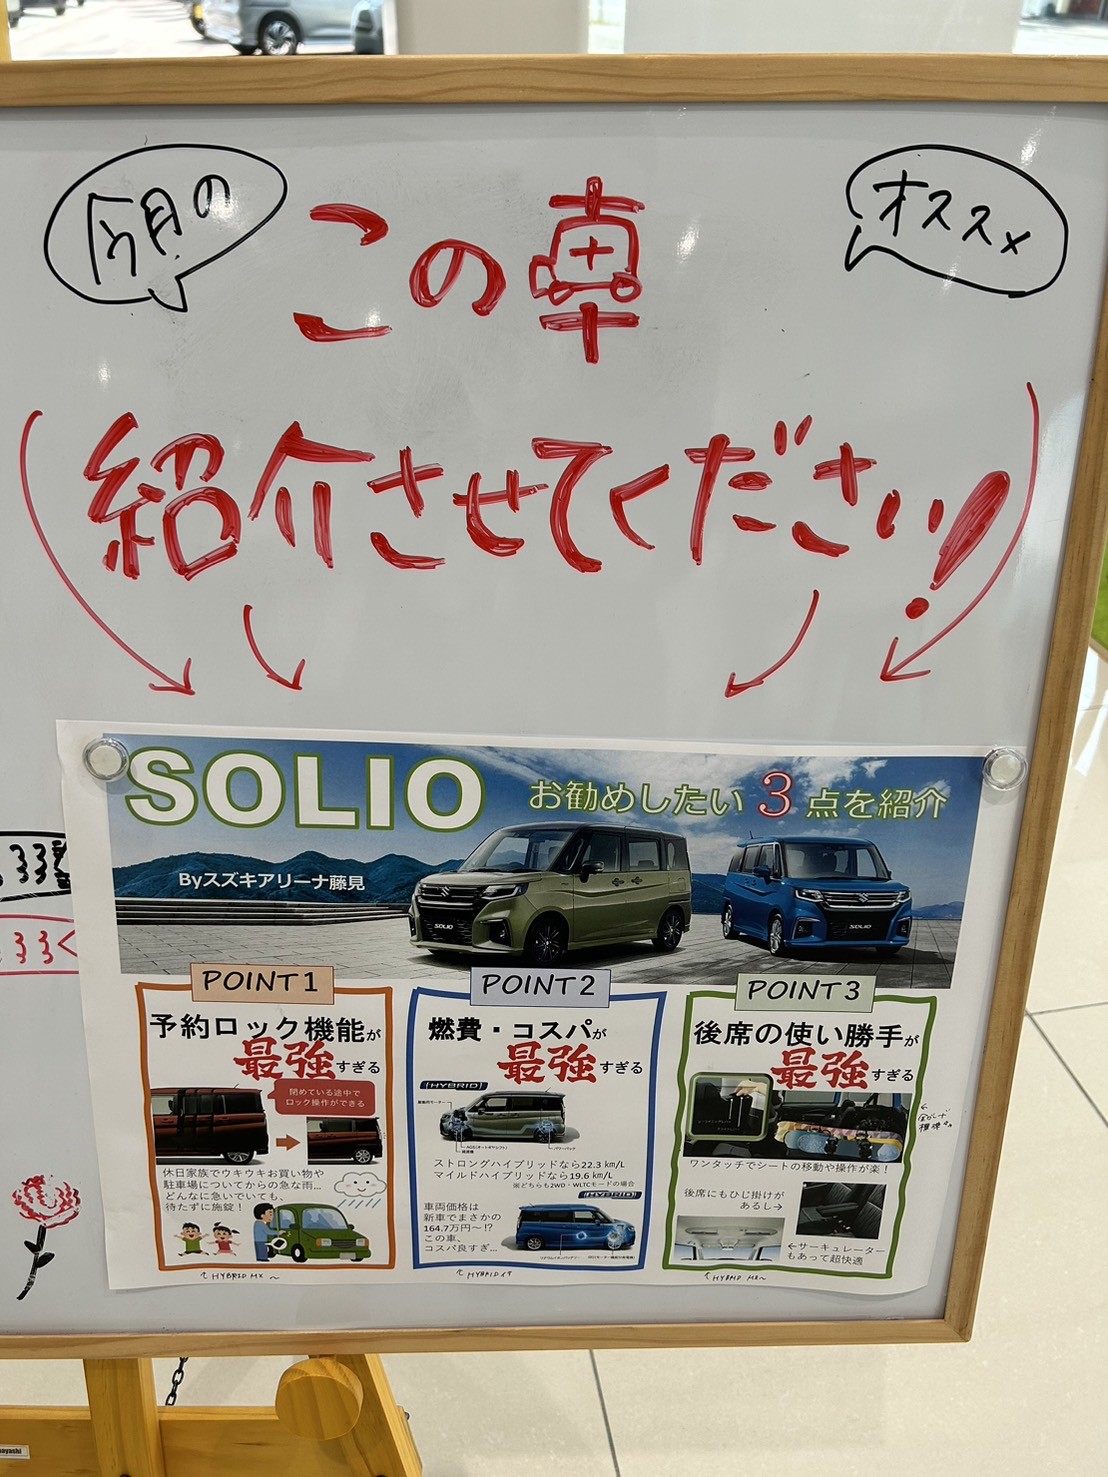 今月の
オススメ
この車
紹介させてください!
SOLIO
お勧めしたい3点を紹介
Byスズキアリーナ藤見
SOLIO
SOLIO
POINT1
予約ロック機能が
最強すぎる
閉めている途中で
ロック操作ができる
休日家族でウキウキお買い物や
駐車場についてからの急な雨…
どんなに急いでいても、
待たずに施錠!
↑HYBRID MX~
POINT2
燃費・コスパが
最強すぎる
HYBRID
ストロングハイブリッドなら22.3㎞/L
マイルドハイブリッドなら19.6㎞/L
※どちらも2WD・WLTCモードの場合
HYBRID
車両価格は
新車でまさかの
164.7万円~!?
この車、
コスパ良すぎ…
POINT3
後席の使い勝手が
最強すぎる
ワンタッチでシートの移動や操作が楽!
後席にもひじ掛けが
あるし→
←サーキュレーター
もあって超快適